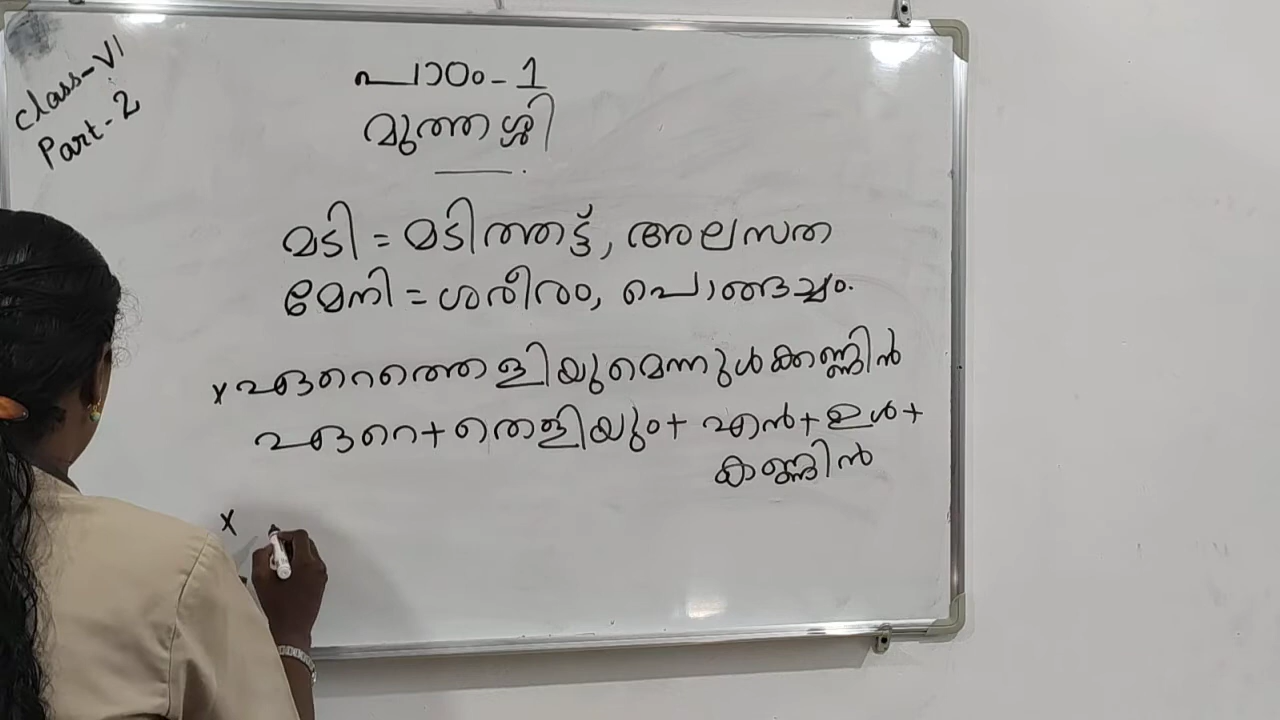 Class-VI
Part-2
പാഠം-1
മുത്തശ്ശി
മടി = മടിത്തട്ട്, അലസത
മേനി = ശരീരം, പൊങ്ങച്ചം.
x ഏറെത്തെളിയുമെന്നുൾക്കണ്ണിൻ
ഏറെ + തെളിയും + എൻ + ഉൾ +
കണ്ണിൻ
x